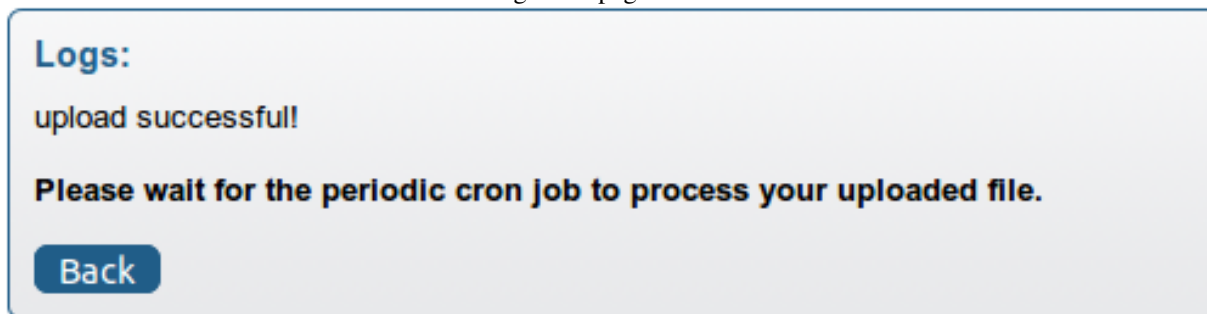 Logs:
upload successful!
Please wait for the periodic cron job to process your uploaded file.
Back